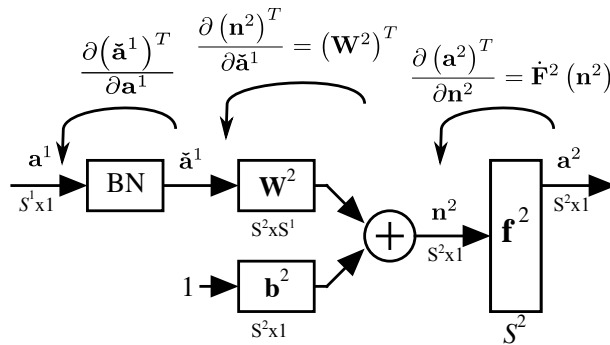 ∂(ă¹)ᵀ / ∂a¹
∂(n²)ᵀ / ∂ă¹ = (W²)ᵀ
∂(a²)ᵀ / ∂n² = Ḟ²(n²)
a¹
S¹x1
BN
ă¹
W²
S²xS¹
1
b²
S²x1
+
n²
S²x1
f²
S²
a²
S²x1